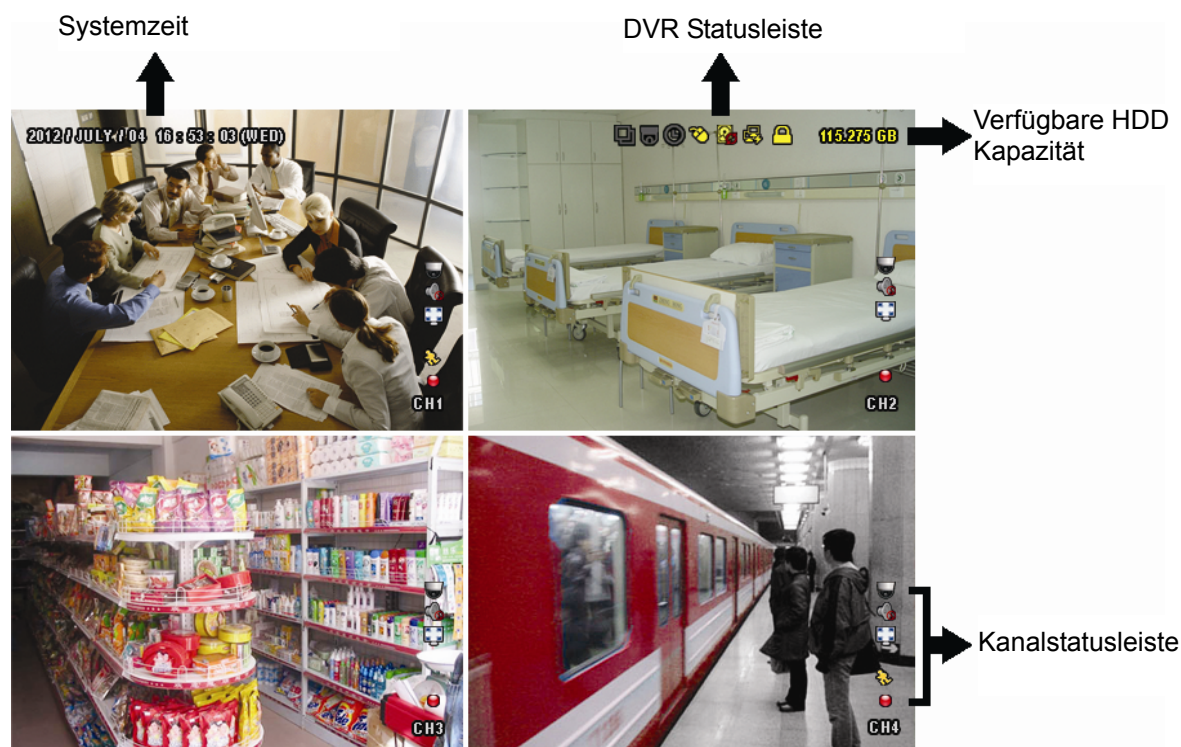 Systemzeit
DVR Statusleiste
2012 / JULY / 04 16 : 53 : 03 (WED)
115.275 GB
Verfügbare HDD
Kapazität
CH1
CH2
Kanalstatusleiste
CH3
CH4